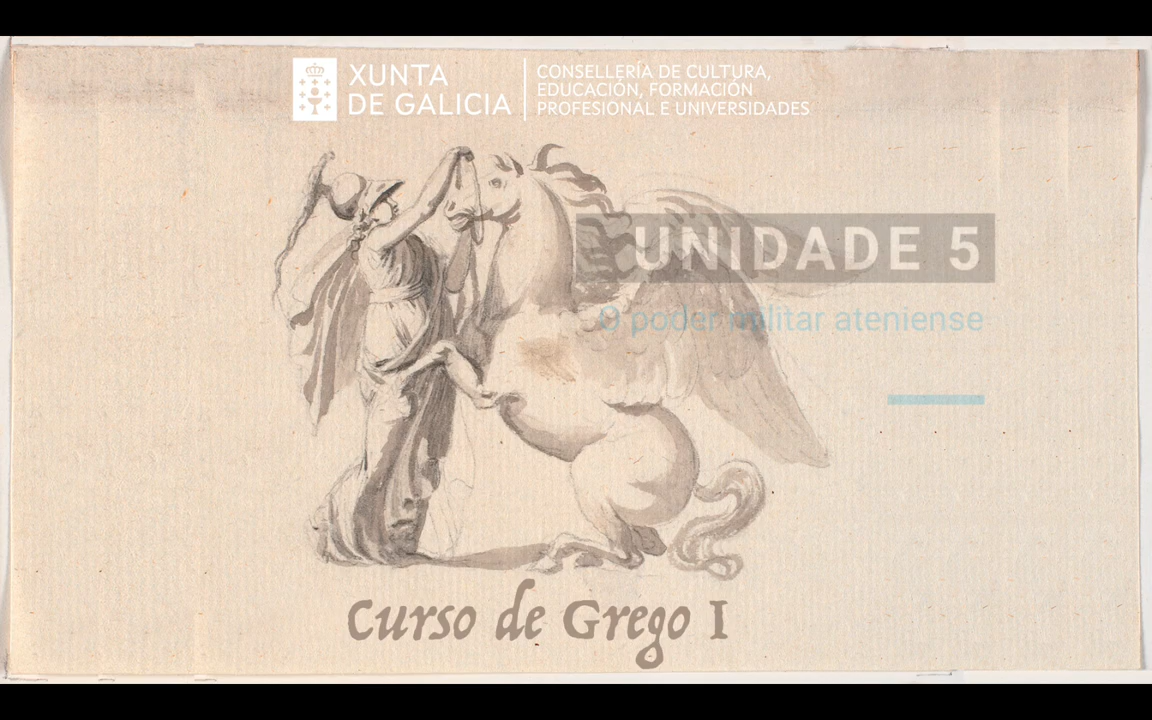 XUNTA
DE GALICIA
CONSELLERÍA DE CULTURA,
EDUCACIÓN, FORMACIÓN
PROFESIONAL E UNIVERSIDADES
UNIDADE 5
O poder militar ateniense
Curso de Grego I